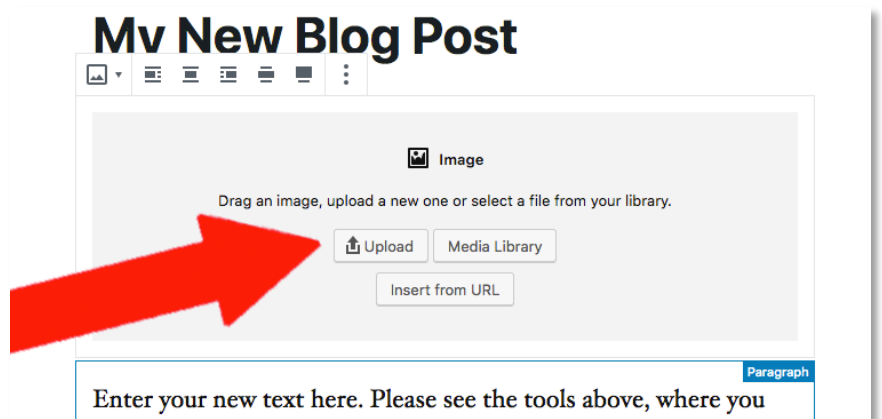 My New Blog Post
Image
Drag an image, upload a new one or select a file from your library.
Upload Media Library
Insert from URL
Paragraph
Enter your new text here. Please see the tools above, where you